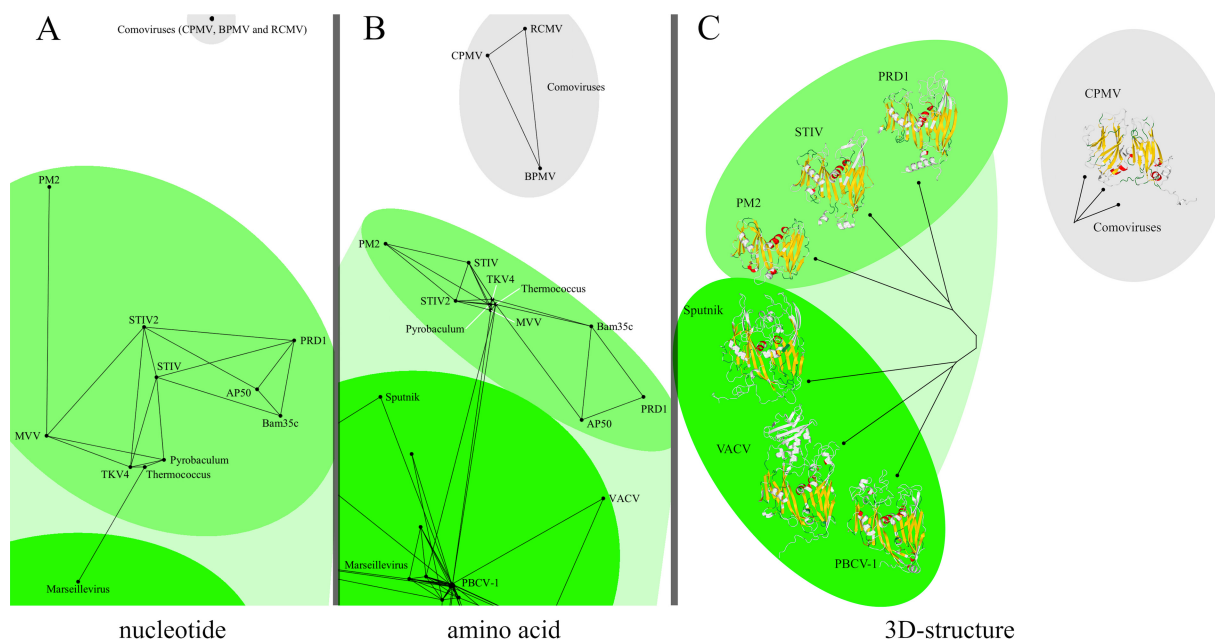 A
Comoviruses (CPMV, BPMV and RCMV)
PM2
STIV2
PRD1
STIV
AP50
Bam35c
MVV
Pyrobaculum
TKV4
Thermococcus
Marseillevirus
nucleotide
B
RCMV
CPMV
Comoviruses
BPMV
PM2
STIV
TKV4
Thermococcus
STIV2
MVV
Pyrobaculum
Bam35c
Sputnik
PRD1
AP50
VACV
Marseillevirus
PBCV-1
amino acid
C
PRD1
STIV
PM2
CPMV
Comoviruses
Sputnik
VACV
PBCV-1
3D-structure